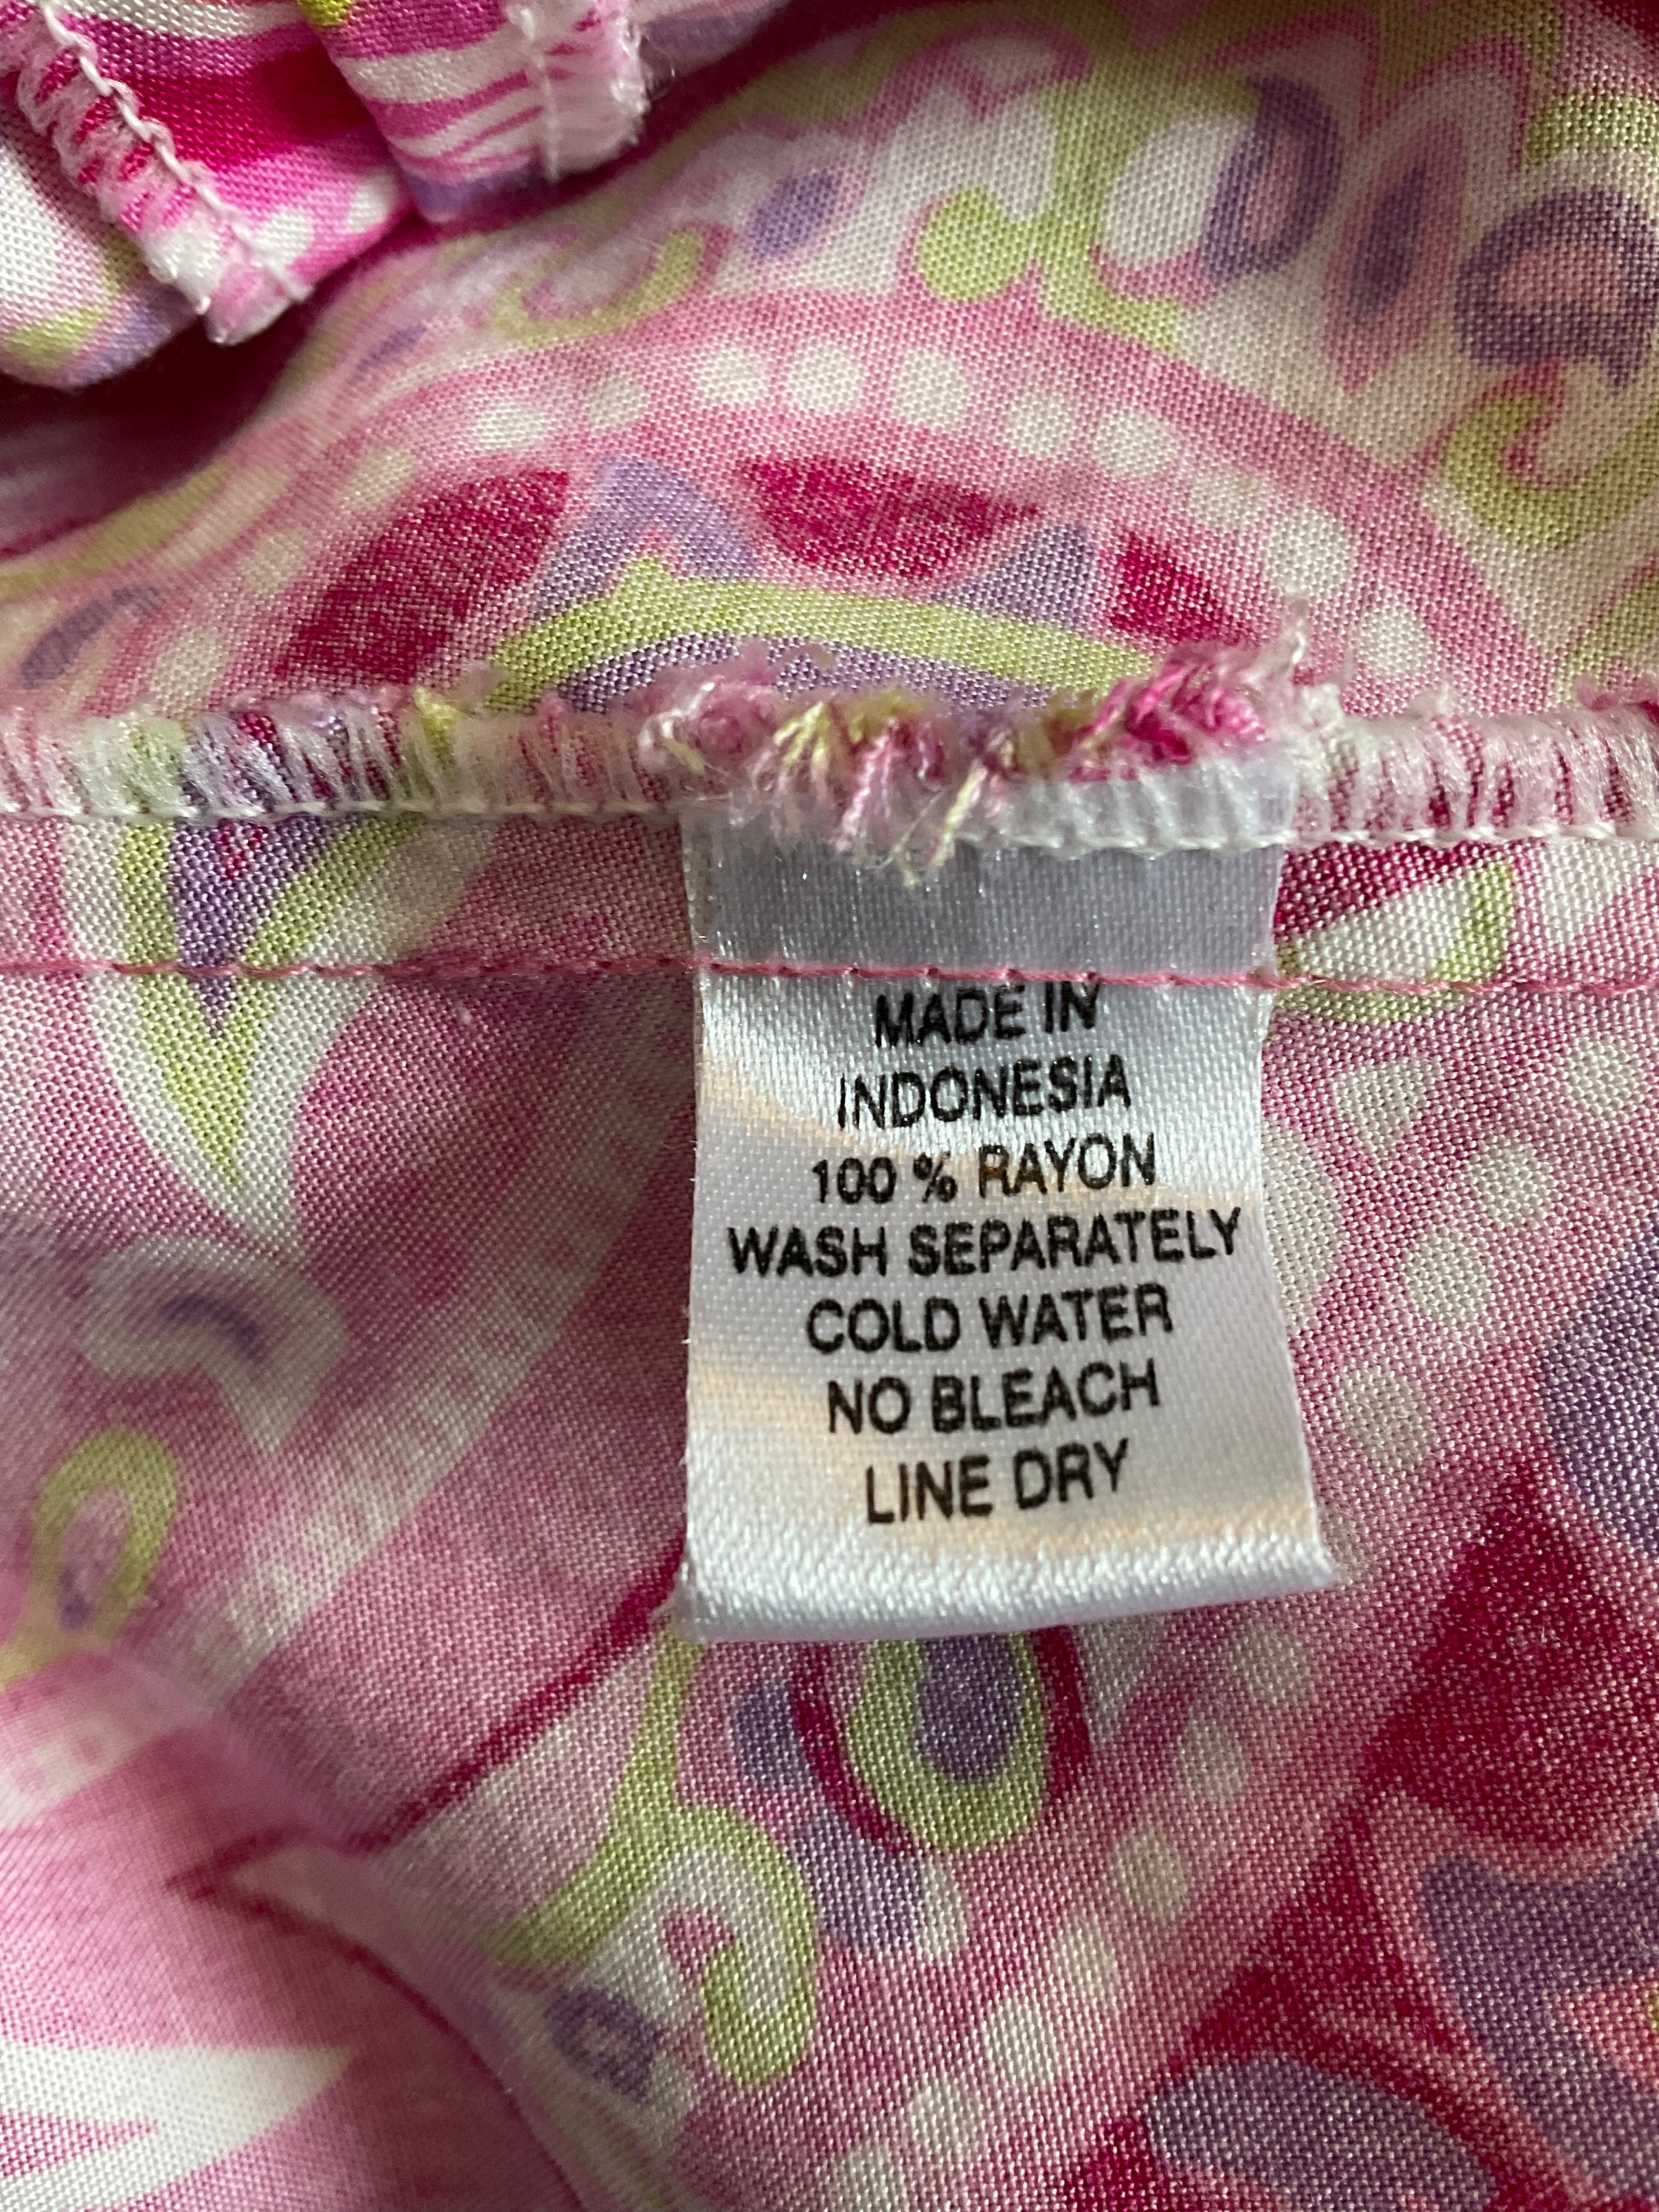 MADE IN
INDONESIA
100 % RAYON
WASH SEPARATELY
COLD WATER
NO BLEACH
LINE DRY